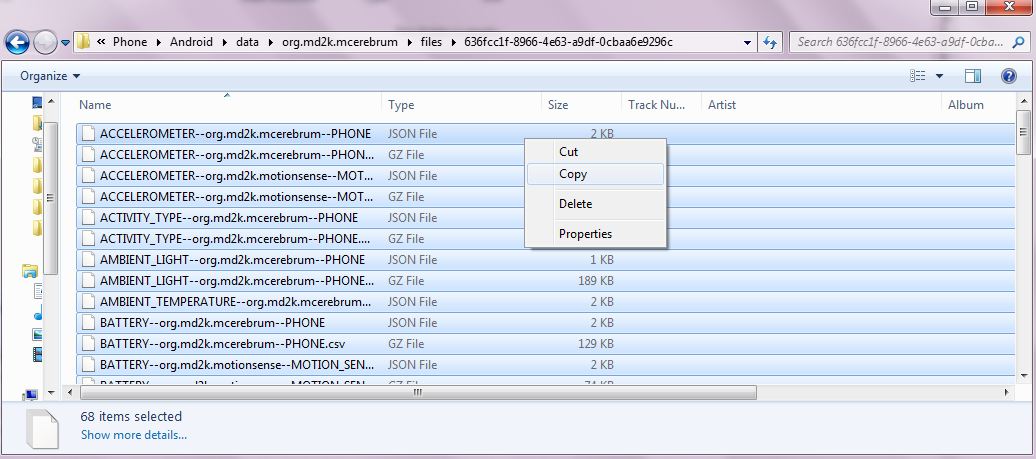 « Phone ▸ Android ▸ data ▸ org.md2k.mcerebrum ▸ files ▸ 636fcc1f-8966-4e63-a9df-0cbaa6e9296c
Search 636fcc1f-8966-4e63-a9df-0cba...
Organize
Name Type Size Track Nu... Artist Album
ACCELEROMETER--org.md2k.mcerebrum--PHONE JSON File 2 KB
ACCELEROMETER--org.md2k.mcerebrum--PHON... GZ File
ACCELEROMETER--org.md2k.motionsense--MOT... JSON File
ACCELEROMETER--org.md2k.motionsense--MOT... GZ File
ACTIVITY_TYPE--org.md2k.mcerebrum--PHONE JSON File
ACTIVITY_TYPE--org.md2k.mcerebrum--PHONE.... GZ File
AMBIENT_LIGHT--org.md2k.mcerebrum--PHONE JSON File 1 KB
AMBIENT_LIGHT--org.md2k.mcerebrum--PHONE.... GZ File 189 KB
AMBIENT_TEMPERATURE--org.md2k.mcerebrum... JSON File 2 KB
BATTERY--org.md2k.mcerebrum--PHONE JSON File 2 KB
BATTERY--org.md2k.mcerebrum--PHONE.csv GZ File 129 KB
BATTERY--org.md2k.motionsense--MOTION_SEN... JSON File 2 KB
BATTERY--org.md2k.motionsense--MOTION_SEN... GZ File 74 KB
Cut
Copy
Delete
Properties
68 items selected
Show more details...